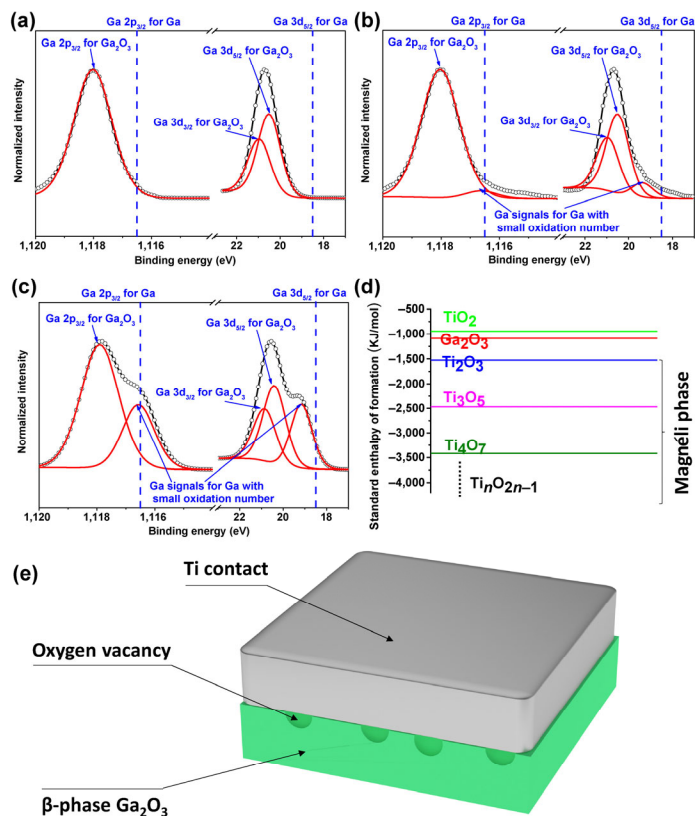 (a)
Ga 2p3/2 for Ga
Ga 3d5/2 for Ga
Ga 2p3/2 for Ga2O3
Ga 3d5/2 for Ga2O3
Ga 3d3/2 for Ga2O3
Normalized intensity
1,120
1,118
1,116
22
20
19
Binding energy (eV)
(b)
Ga 2p3/2 for Ga
Ga 3d5/2 for Ga
Ga 2p3/2 for Ga2O3
Ga 3d5/2 for Ga2O3
Ga 3d3/2 for Ga2O3
Ga signals for Ga with
small oxidation number
Normalized intensity
1,120
1,118
1,116
22
20
19
Binding energy (eV)
(c)
Ga 2p3/2 for Ga
Ga 3d5/2 for Ga
Ga 2p3/2 for Ga2O3
Ga 3d5/2 for Ga2O3
Ga 3d3/2 for Ga2O3
Ga signals for Ga with
small oxidation number
Normalized intensity
1,120
1,118
1,116
22
20
19
Binding energy (eV)
(d)
Standard enthalpy of formation (KJ/mol)
–500
–1,000
–1,500
–2,000
–2,500
–3,000
–3,500
–4,000
TiO2
Ga2O3
Ti2O3
Ti3O5
Ti4O7
TinO2n–1
Magnéli phase
(e)
Ti contact
Oxygen vacancy
β-phase Ga2O3